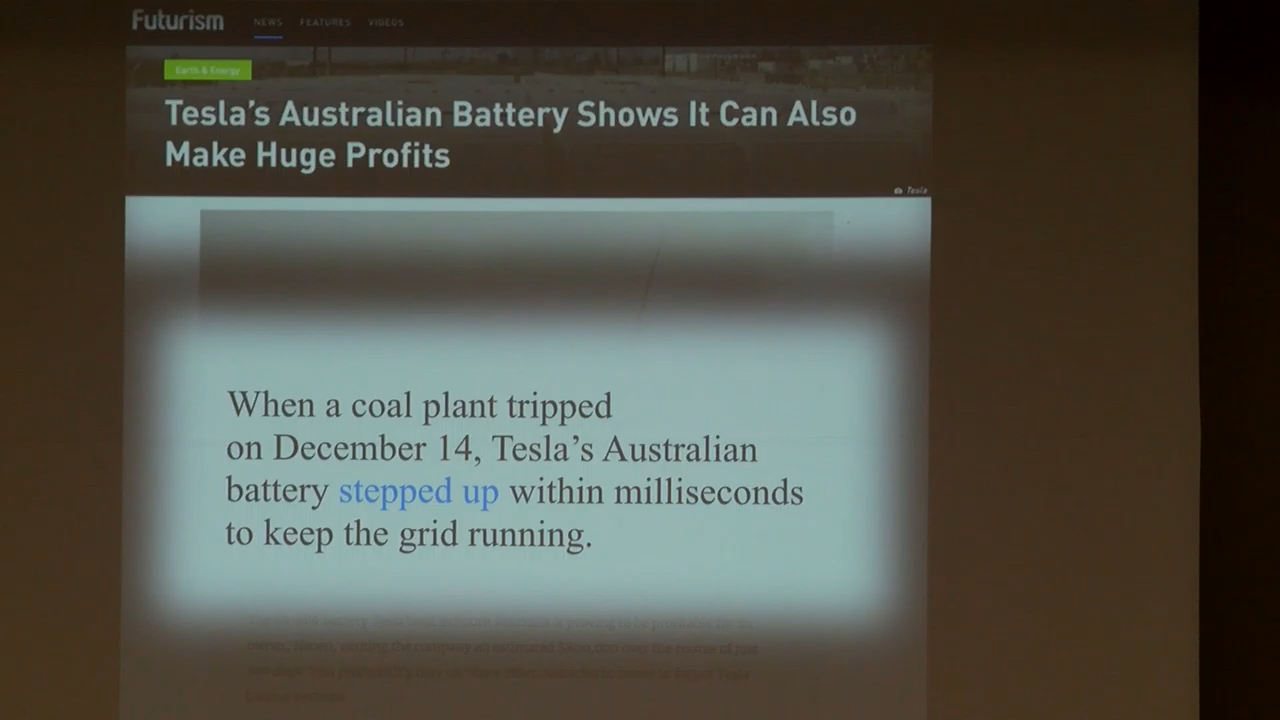 Futurism NEWS FEATURES VIDEOS
Earth & Energy
Tesla's Australian Battery Shows It Can Also
Make Huge Profits
Tesla
When a coal plant tripped
on December 14, Tesla's Australian
battery stepped up within milliseconds
to keep the grid running.